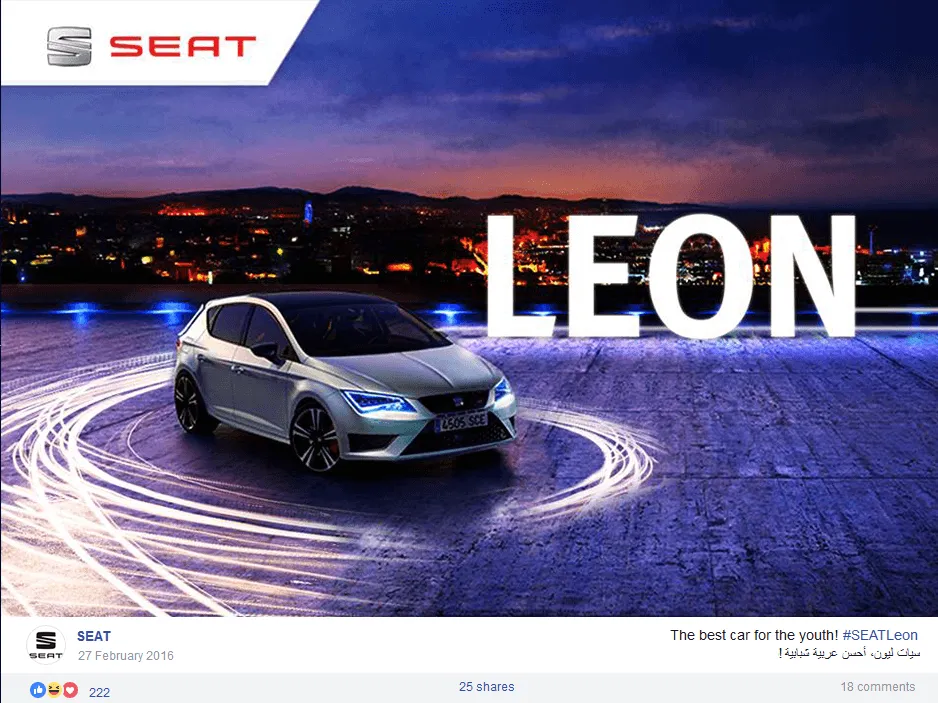 SEAT
LEON
4505 SCE
SEAT
SEAT
27 February 2016
The best car for the youth! #SEATLeon
سيات ليون، أحسن عربية شبابية !
222
25 shares
18 comments